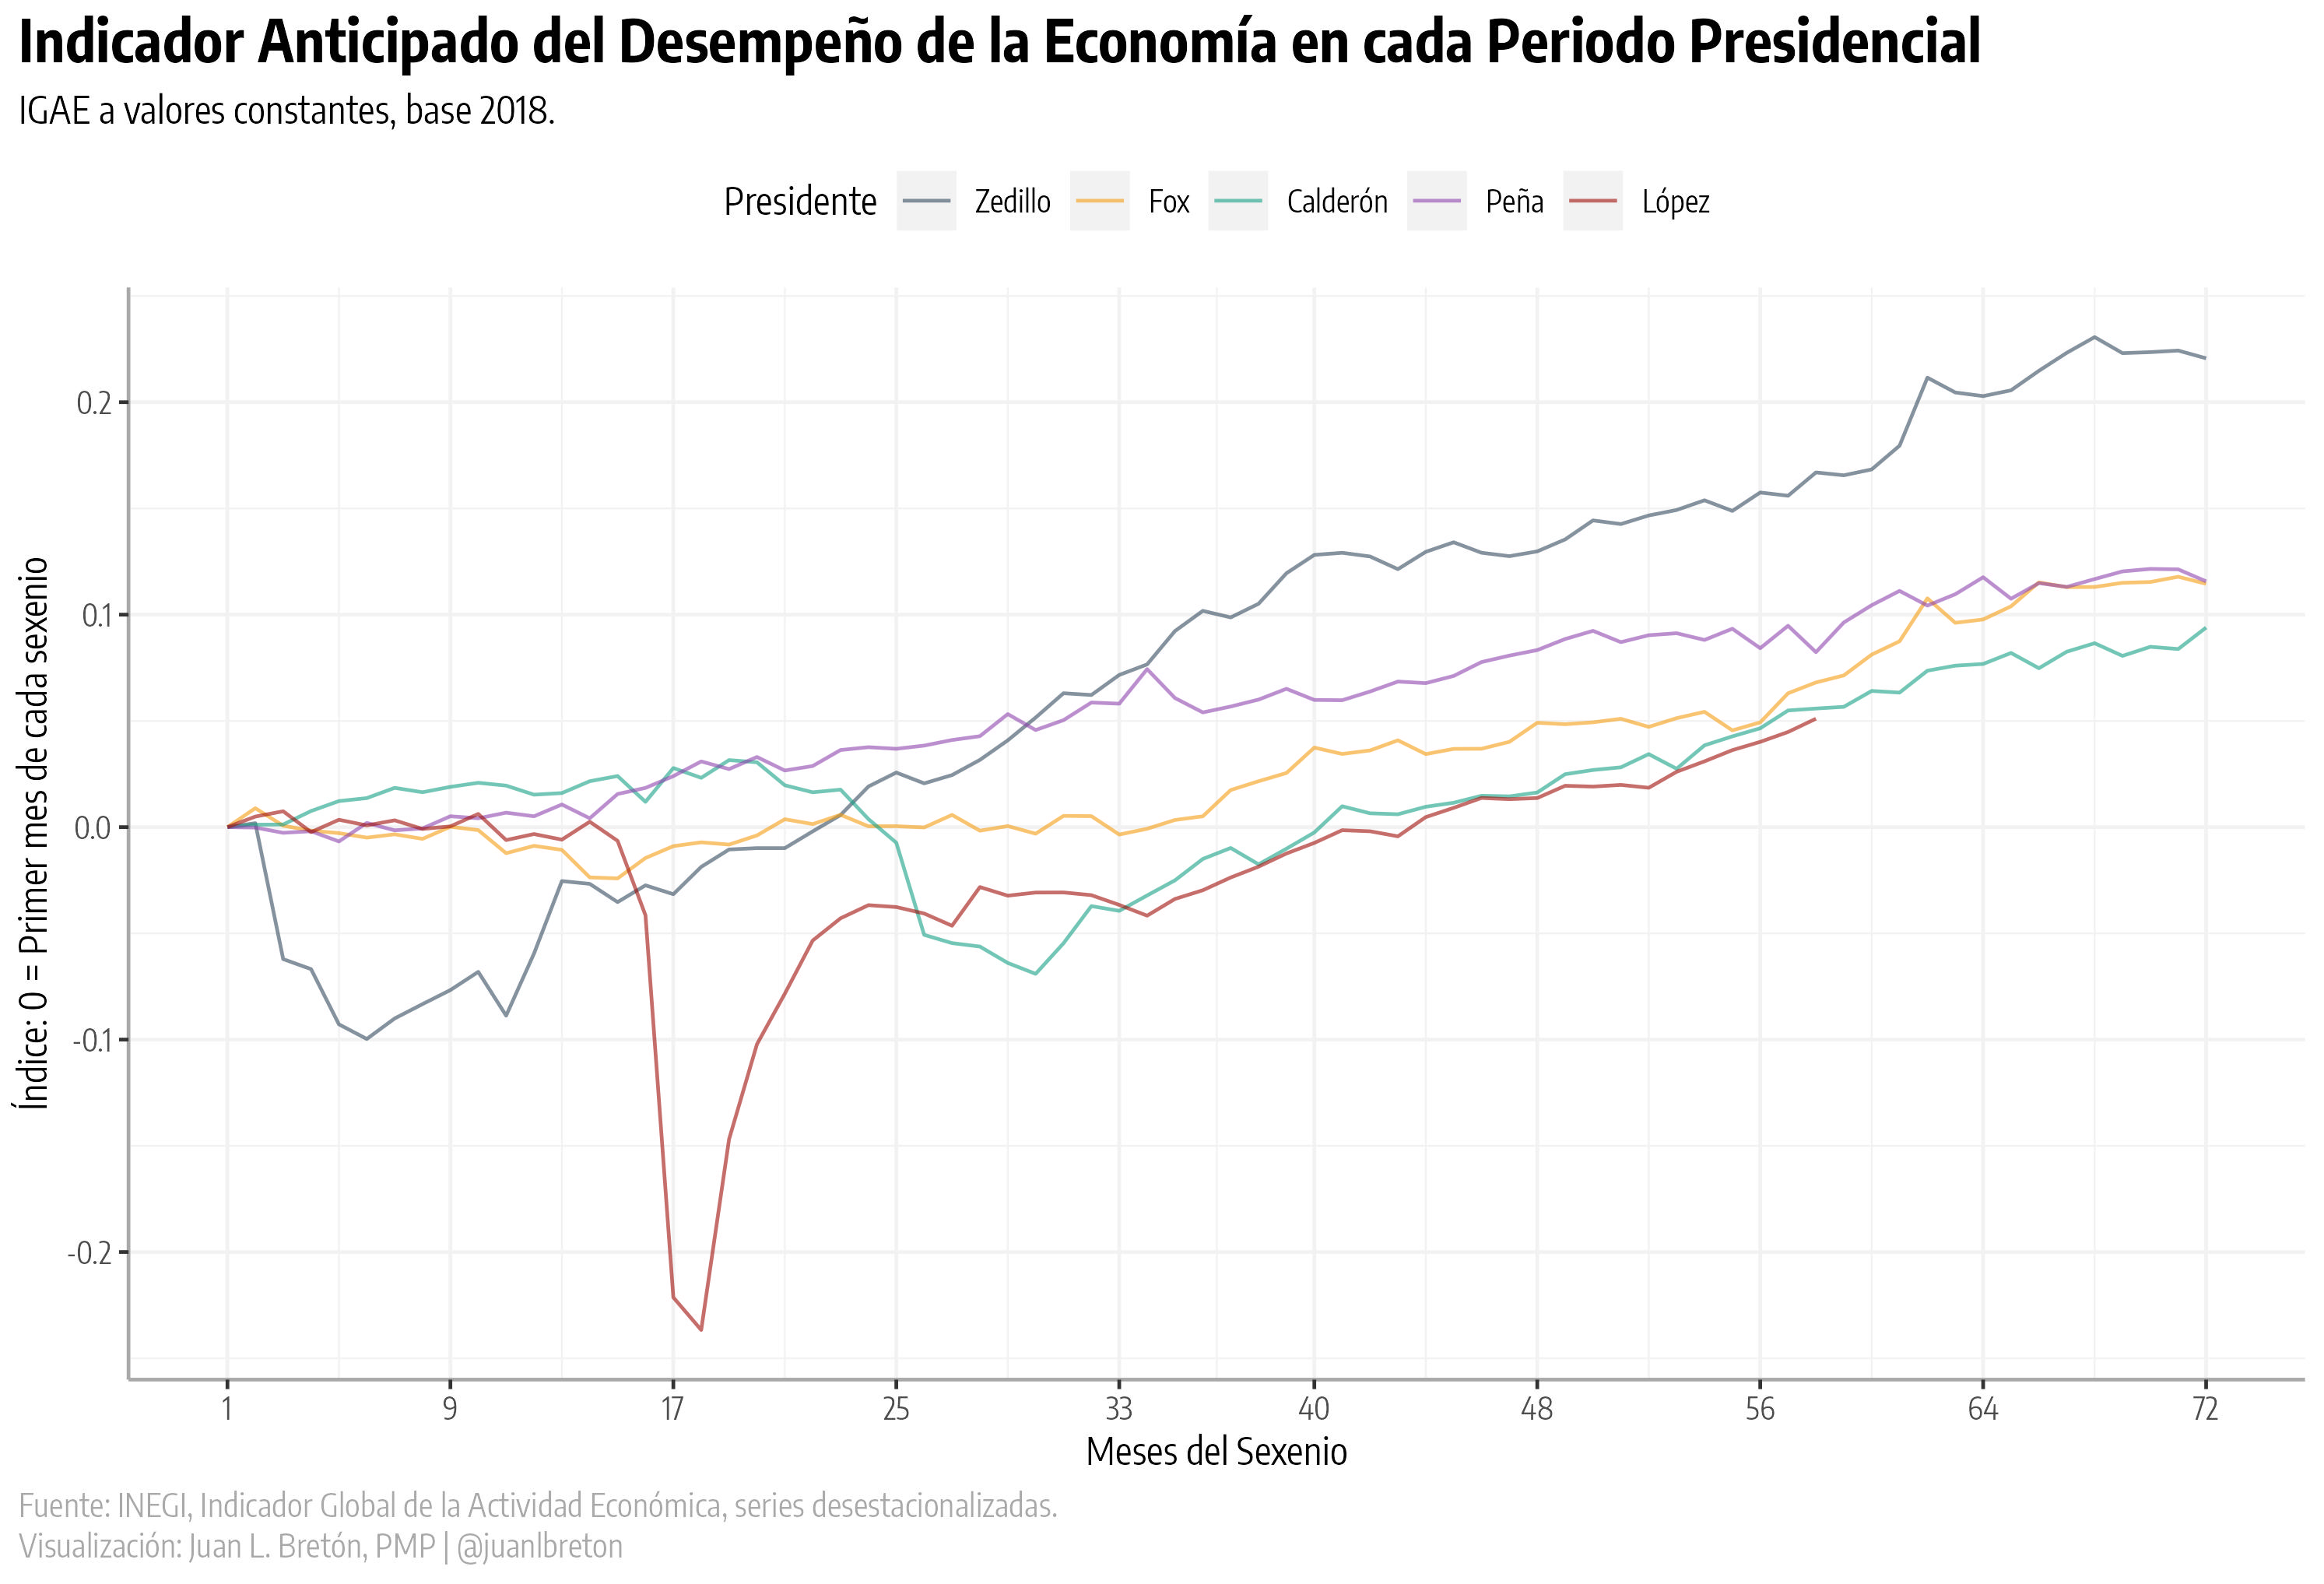 Indicador Anticipado del Desempeño de la Economía en cada Periodo Presidencial
IGAE a valores constantes, base 2018.
Presidente Zedillo Fox Calderón Peña López
Índice: 0 = Primer mes de cada sexenio
0.2
0.1
0.0
-0.1
-0.2
1 9 17 25 33 40 48 56 64 72
Meses del Sexenio
Fuente: INEGI, Indicador Global de la Actividad Económica, series desestacionalizadas.
Visualización: Juan L. Bretón, PMP | @juanlbreton